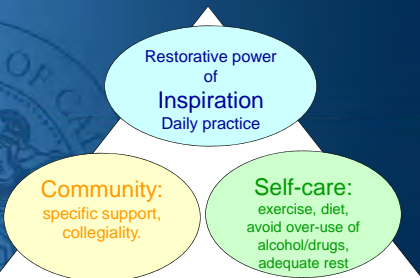 Restorative power
of
Inspiration
Daily practice
Community:
specific support,
collegiality.
Self-care:
exercise, diet,
avoid over-use of
alcohol/drugs,
adequate rest